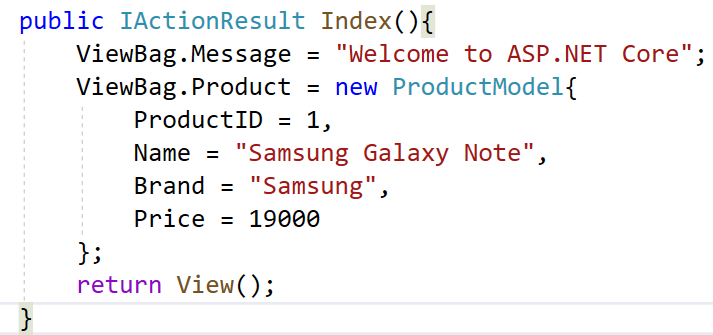 public IActionResult Index(){
    ViewBag.Message = "Welcome to ASP.NET Core";
    ViewBag.Product = new ProductModel{
        ProductID = 1,
        Name = "Samsung Galaxy Note",
        Brand = "Samsung",
        Price = 19000
    };
    return View();
}